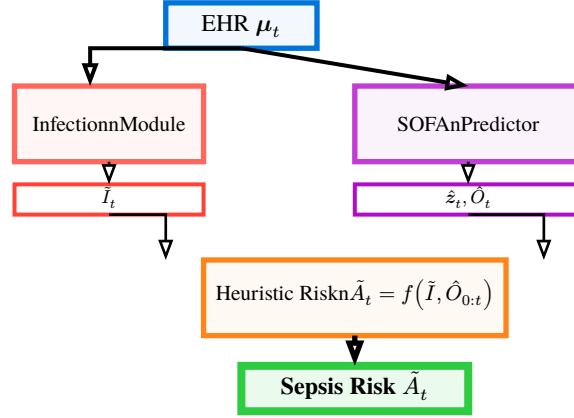 EHR μ_t
InfectionnModule
SOFAnPredictor
Ĩ_t
ẑ_t, Ô_t
Heuristic RisknÃ_t = f(Ĩ, Ô_{0:t})
Sepsis Risk Ã_t